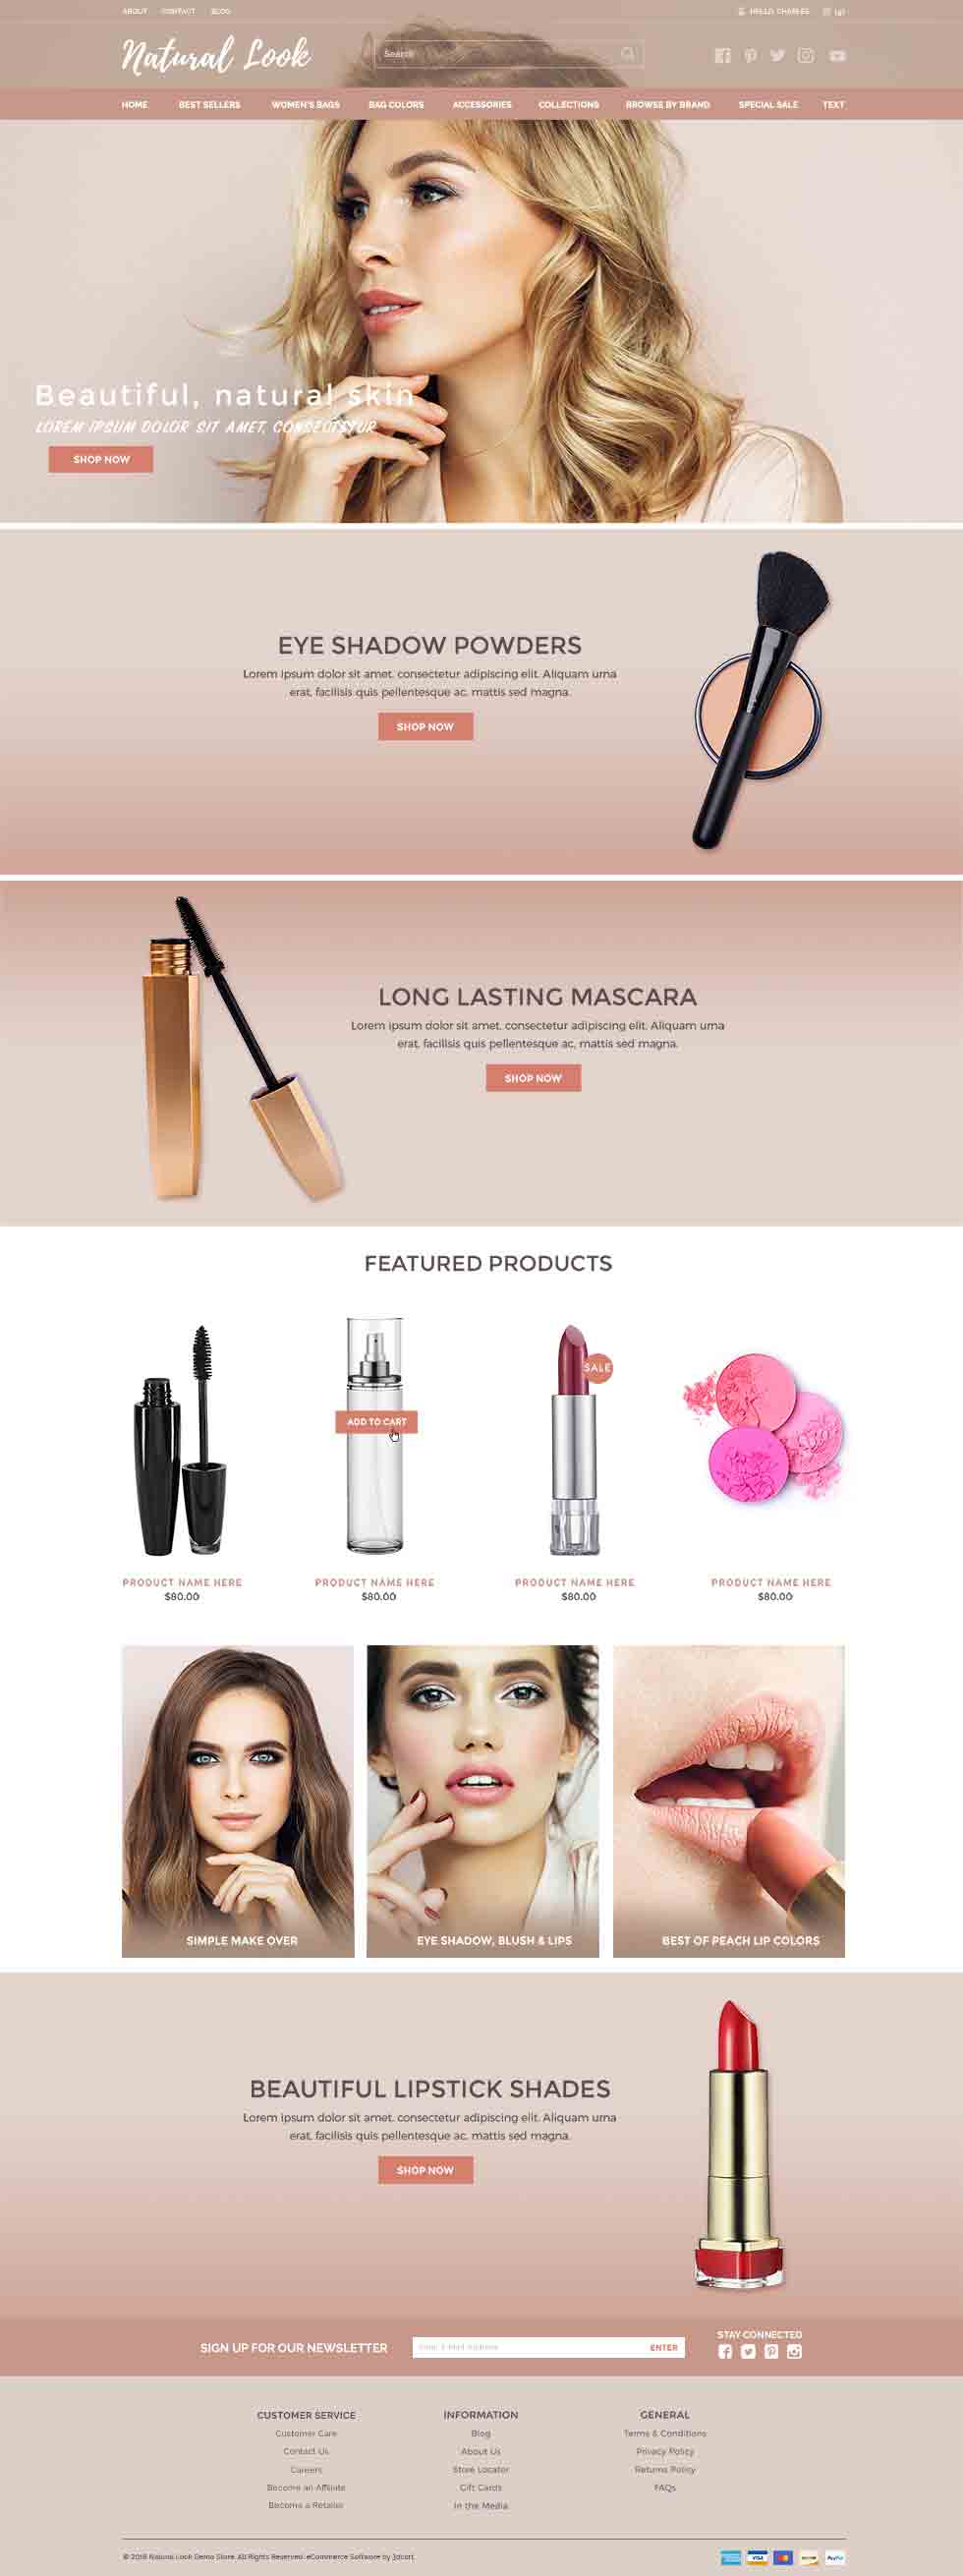 ABOUT CONTACT BLOG
HELLO, CHARLEE
Natural Look
Search
HOME BEST SELLERS WOMEN'S BAGS BAG COLORS ACCESSORIES COLLECTIONS BROWSE BY BRAND SPECIAL SALE TEXT
Beautiful, natural skin
LOREM IPSUM DOLOR SIT AMET, CONSECTETUR
SHOP NOW
EYE SHADOW POWDERS
Lorem ipsum dolor sit amet, consectetur adipiscing elit. Aliquam urna
erat, facilisis quis pellentesque ac, mattis sed magna.
SHOP NOW
LONG LASTING MASCARA
Lorem ipsum dolor sit amet, consectetur adipiscing elit. Aliquam urna
erat, facilisis quis pellentesque ac, mattis sed magna.
SHOP NOW
FEATURED PRODUCTS
SALE
ADD TO CART
PRODUCT NAME HERE PRODUCT NAME HERE PRODUCT NAME HERE PRODUCT NAME HERE
$80.00 $80.00 $80.00 $80.00
SIMPLE MAKE OVER EYE SHADOW, BLUSH & LIPS BEST OF PEACH LIP COLORS
BEAUTIFUL LIPSTICK SHADES
Lorem ipsum dolor sit amet, consectetur adipiscing elit. Aliquam urna
erat, facilisis quis pellentesque ac, mattis sed magna.
SHOP NOW
STAY CONNECTED
SIGN UP FOR OUR NEWSLETTER Enter E-Mail Address ENTER
CUSTOMER SERVICE INFORMATION GENERAL
Customer Care Blog Terms & Conditions
Contact Us About Us Privacy Policy
Careers Store Locator Returns Policy
Become an Affiliate Gift Cards FAQs
Become a Retailer In the Media
© 2018 Natural Look Demo Store. All Rights Reserved. eCommerce Software by 3dcart.
VISA PayPal